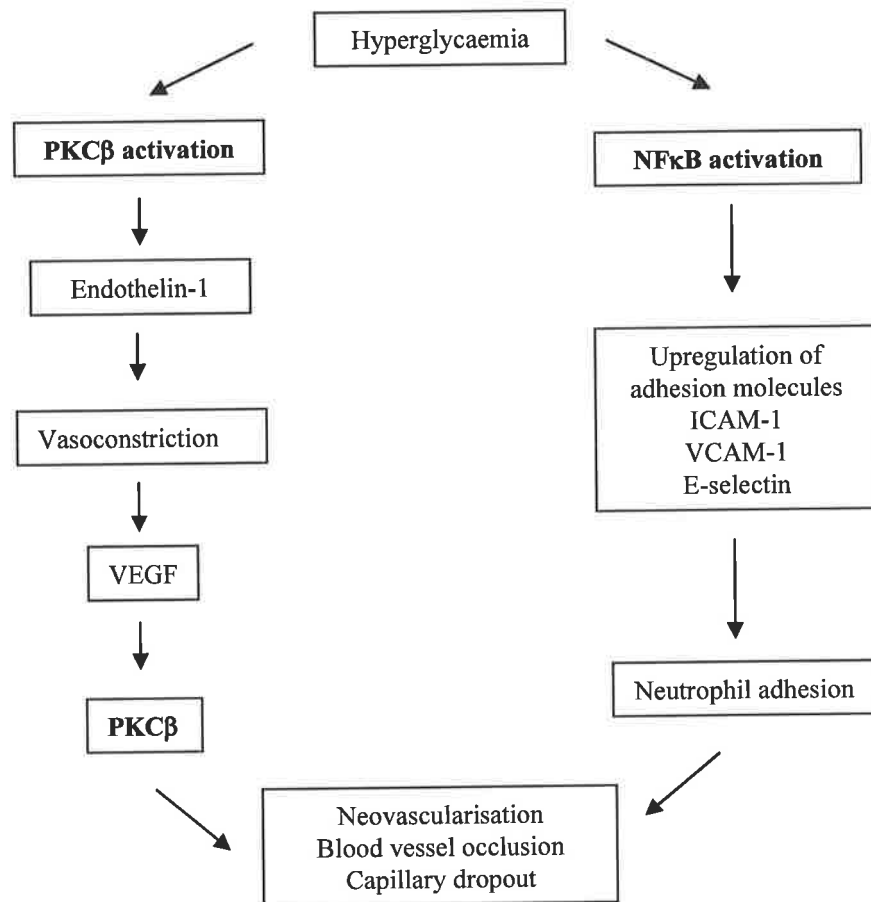 Hyperglycaemia
PKCβ activation
NFκB activation
Endothelin-1
Upregulation of
adhesion molecules
ICAM-1
VCAM-1
E-selectin
Vasoconstriction
VEGF
PKCβ
Neutrophil adhesion
Neovascularisation
Blood vessel occlusion
Capillary dropout